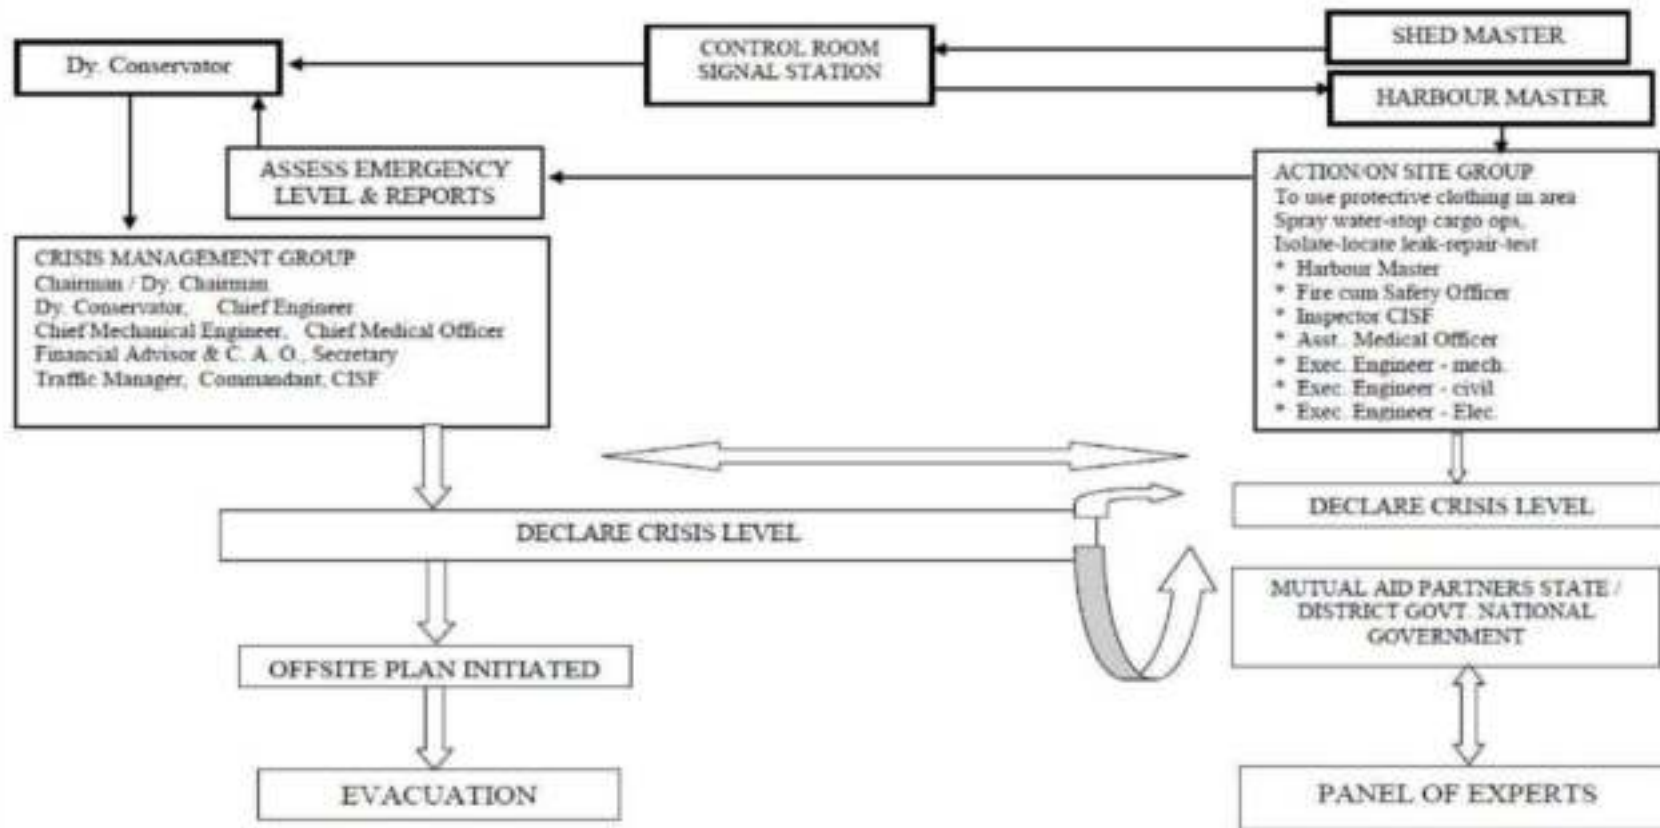 Dy. Conservator
CONTROL ROOM
SIGNAL STATION
SHED MASTER
HARBOUR MASTER
ASSESS EMERGENCY
LEVEL & REPORTS
ACTION/ON SITE GROUP
To use protective clothing in area
Spray water-stop cargo ops,
Isolate-locate leak-repair-test
* Harbour Master
* Fire cum Safety Officer
* Inspector CISF
* Asst. Medical Officer
* Exec. Engineer - mech.
* Exec. Engineer - civil
* Exec. Engineer - Elec.
CRISIS MANAGEMENT GROUP
Chairman / Dy. Chairman
Dy. Conservator, Chief Engineer
Chief Mechanical Engineer, Chief Medical Officer
Financial Advisor & C. A. O., Secretary
Traffic Manager, Commandant, CISF
DECLARE CRISIS LEVEL
DECLARE CRISIS LEVEL
MUTUAL AID PARTNERS STATE /
DISTRICT GOVT. NATIONAL
GOVERNMENT
OFFSITE PLAN INITIATED
EVACUATION
PANEL OF EXPERTS